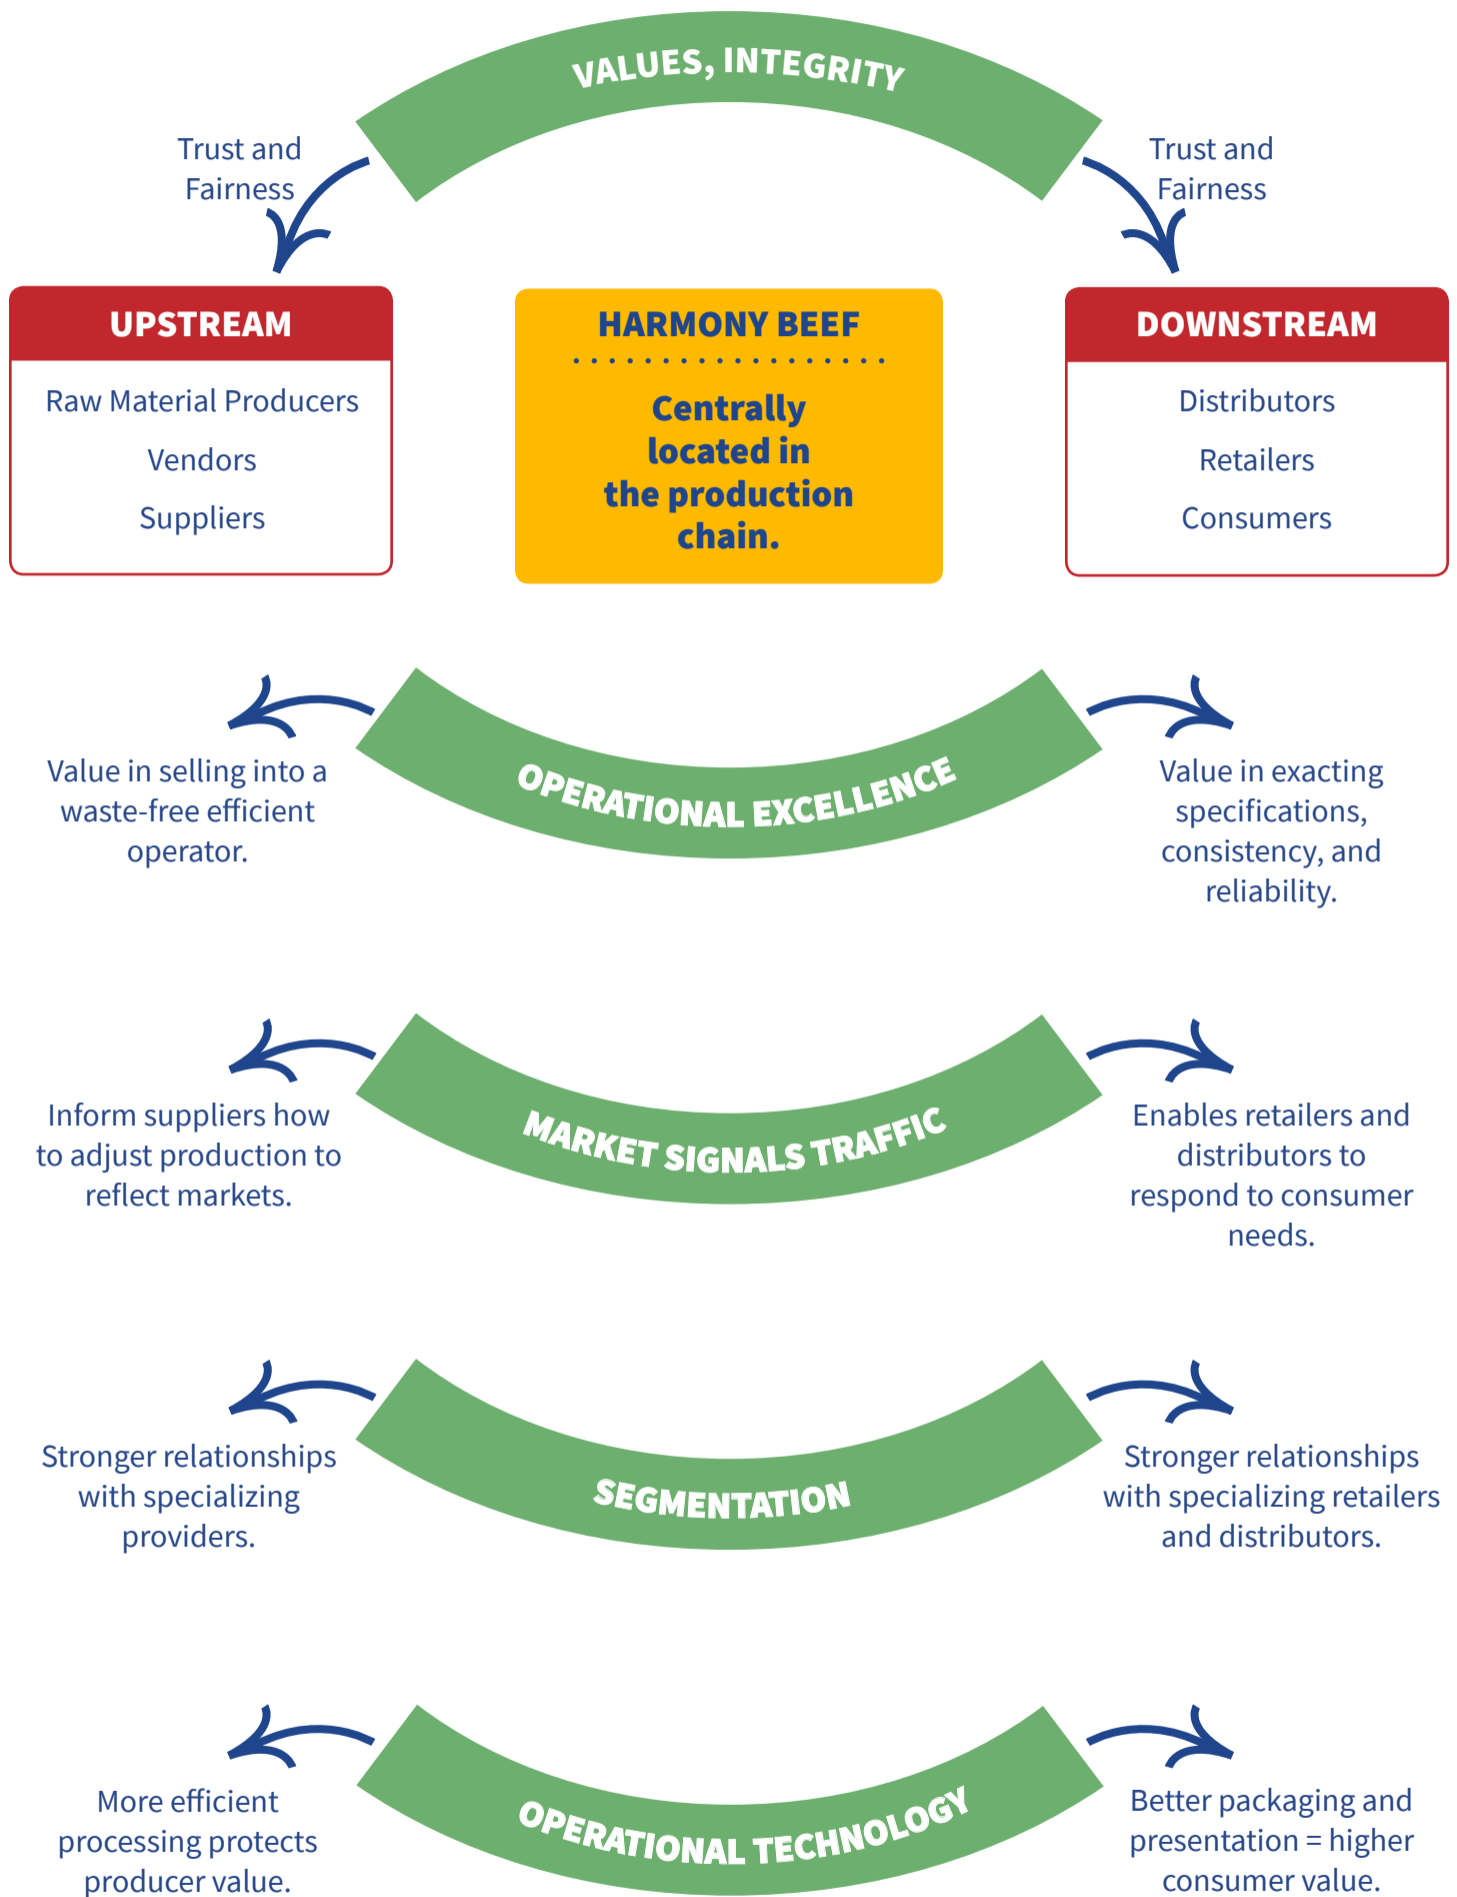 VALUES, INTEGRITY
Trust and
Fairness
Trust and
Fairness
UPSTREAM
Raw Material Producers
Vendors
Suppliers
HARMONY BEEF
Centrally
located in
the production
chain.
DOWNSTREAM
Distributors
Retailers
Consumers
OPERATIONAL EXCELLENCE
Value in selling into a
waste-free efficient
operator.
Value in exacting
specifications,
consistency, and
reliability.
MARKET SIGNALS TRAFFIC
Inform suppliers how
to adjust production to
reflect markets.
Enables retailers and
distributors to
respond to consumer
needs.
SEGMENTATION
Stronger relationships
with specializing
providers.
Stronger relationships
with specializing retailers
and distributors.
OPERATIONAL TECHNOLOGY
More efficient
processing protects
producer value.
Better packaging and
presentation = higher
consumer value.